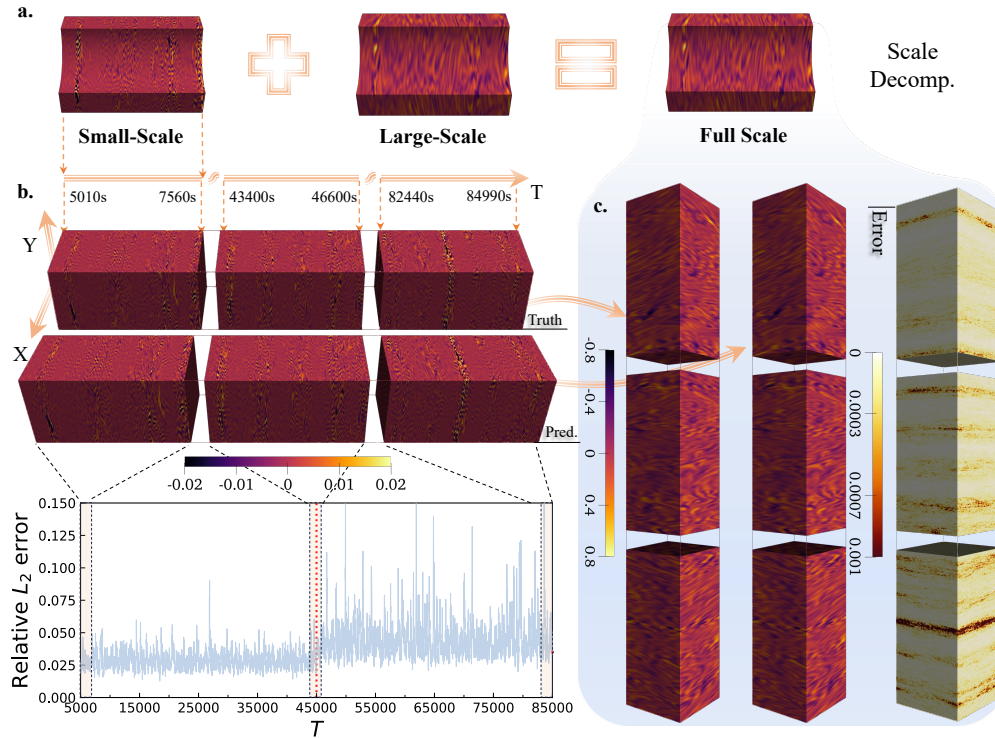 a.
Small-Scale
Large-Scale
Full Scale
Scale
Decomp.
b.
5010s
7560s
43400s
46600s
82440s
84990s
T
Y
X
Truth
Pred.
-0.02
-0.01
0
0.01
0.02
Relative L2 error
0.150
0.125
0.100
0.075
0.050
0.025
0.000
5000
15000
25000
35000
45000
55000
65000
75000
85000
T
c.
Error
-0.8
-0.4
0
0.4
0.8
0
0.0003
0.0007
0.001